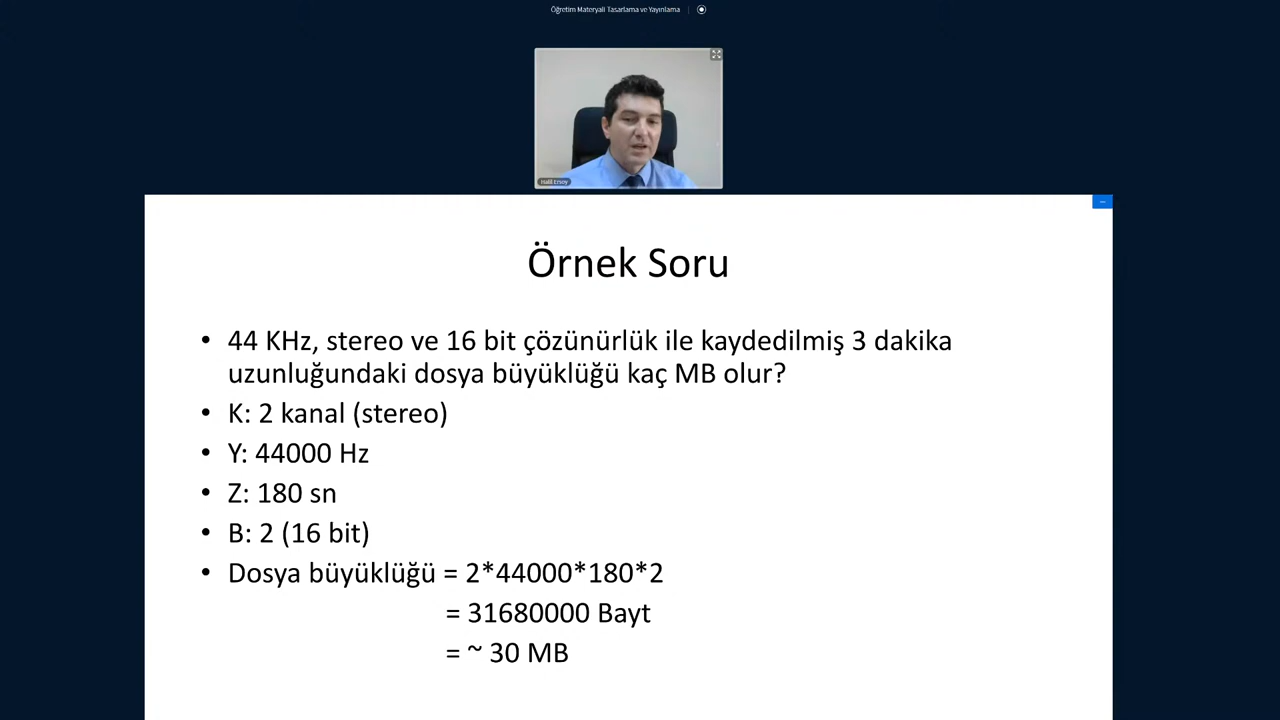 Öğretim Materyali Tasarlama ve Yayınlama
Halil Ersoy
Örnek Soru
• 44 KHz, stereo ve 16 bit çözünürlük ile kaydedilmiş 3 dakika
uzunluğundaki dosya büyüklüğü kaç MB olur?
• K: 2 kanal (stereo)
• Y: 44000 Hz
• Z: 180 sn
• B: 2 (16 bit)
• Dosya büyüklüğü = 2*44000*180*2
= 31680000 Bayt
= ~ 30 MB